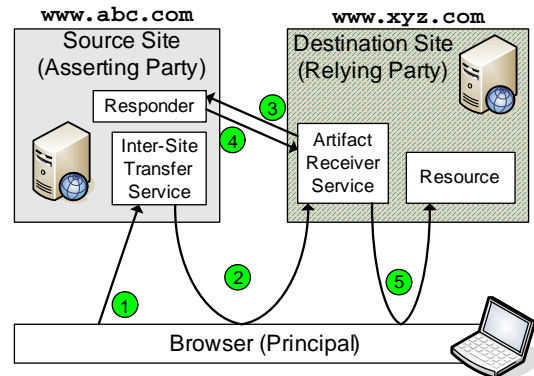 www.abc.com
www.xyz.com
Source Site
(Asserting Party)
Destination Site
(Relying Party)
Responder
3
4
Inter-Site
Transfer
Service
Artifact
Receiver
Service
Resource
1
2
5
Browser (Principal)